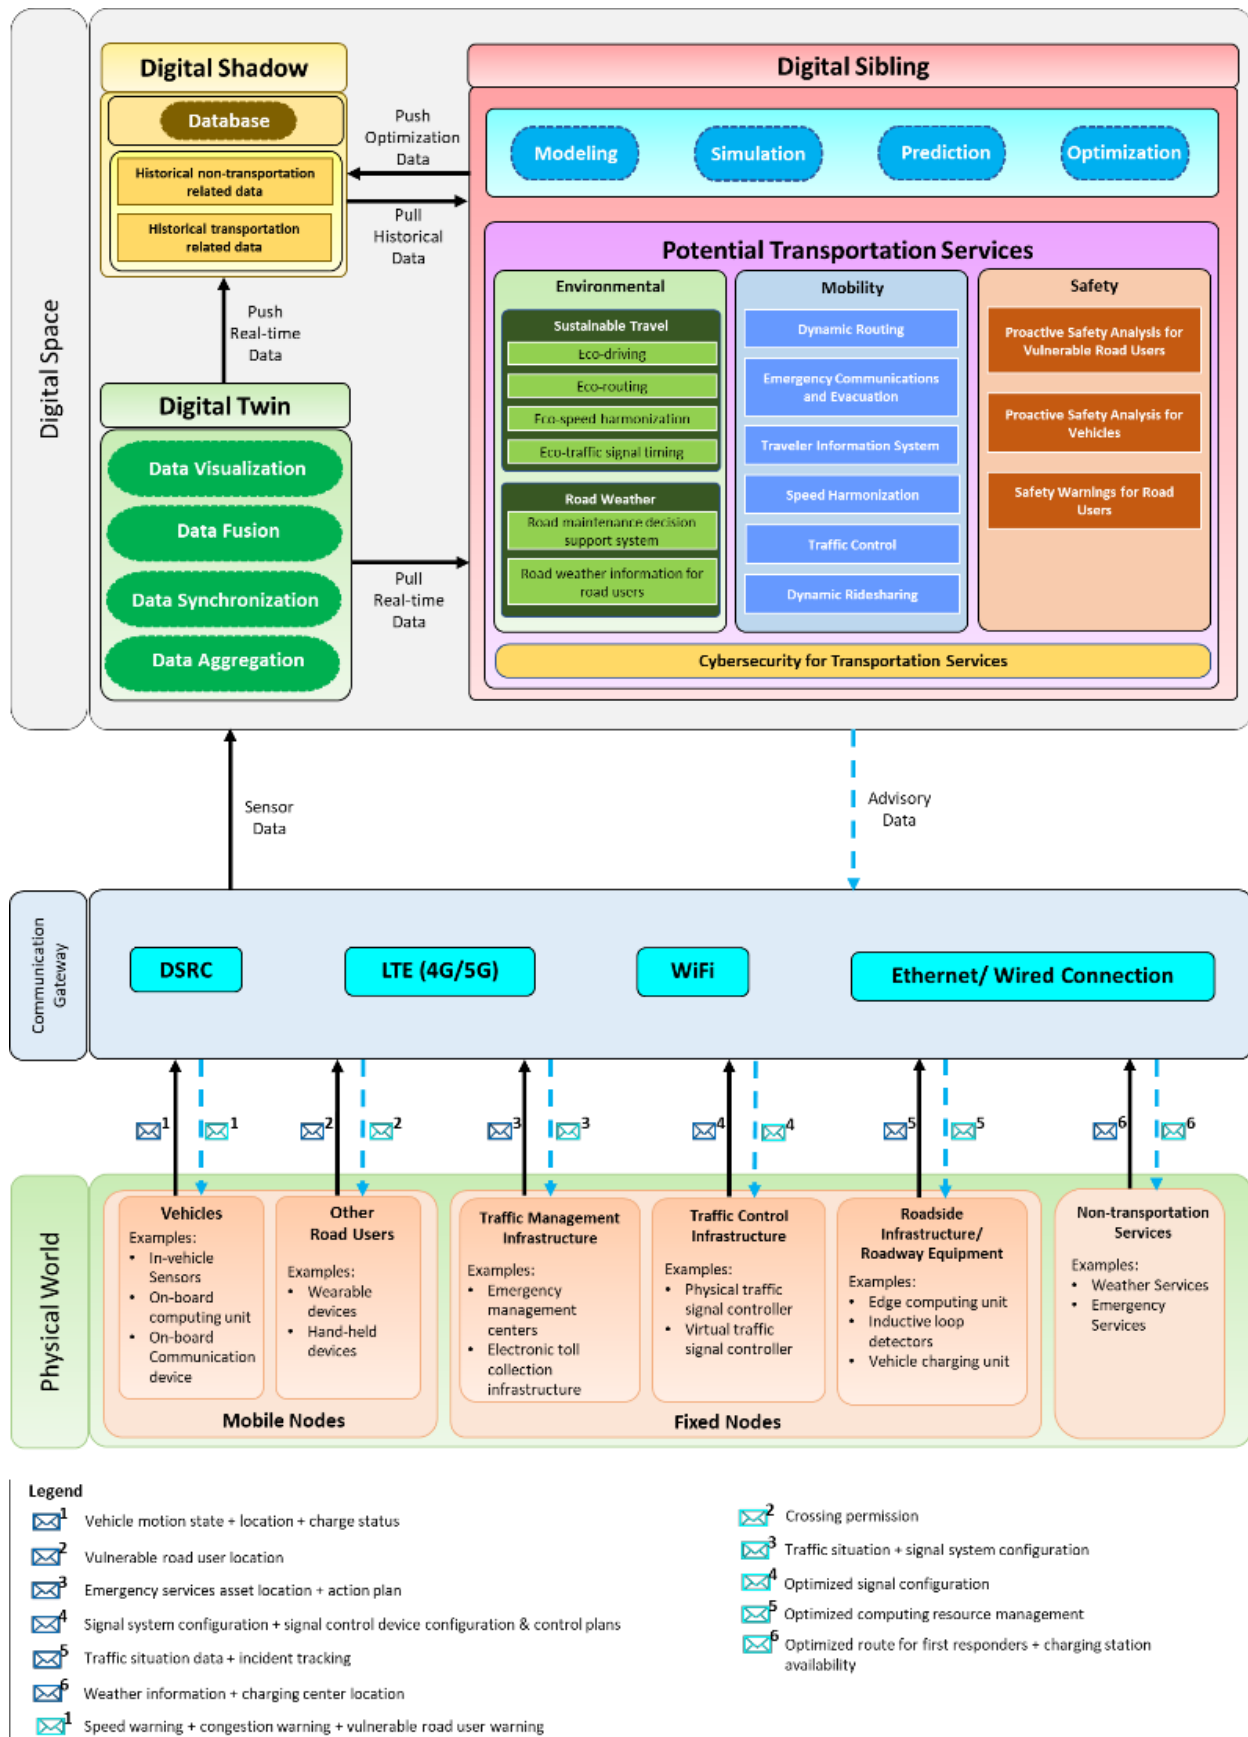 Digital Space
Digital Shadow
Database
Historical non-transportation
related data
Historical transportation
related data
Push
Optimization
Data
Pull
Historical
Data
Push
Real-time
Data
Digital Twin
Data Visualization
Data Fusion
Data Synchronization
Data Aggregation
Pull
Real-time
Data
Digital Sibling
Modeling
Simulation
Prediction
Optimization
Potential Transportation Services
Environmental
Sustainable Travel
Eco-driving
Eco-routing
Eco-speed harmonization
Eco-traffic signal timing
Road Weather
Road maintenance decision
support system
Road weather information for
road users
Mobility
Dynamic Routing
Emergency Communications
and Evacuation
Traveler Information System
Speed Harmonization
Traffic Control
Dynamic Ridesharing
Safety
Proactive Safety Analysis for
Vulnerable Road Users
Proactive Safety Analysis for
Vehicles
Safety Warnings for Road
Users
Cybersecurity for Transportation Services
Sensor
Data
Advisory
Data
Communication
Gateway
DSRC
LTE (4G/5G)
WiFi
Ethernet/ Wired Connection
1
1
2
2
3
3
4
4
5
5
6
6
Physical World
Vehicles
Examples:
• In-vehicle
Sensors
• On-board
computing unit
• On-board
Communication
device
Other
Road Users
Examples:
• Wearable
devices
• Hand-held
devices
Mobile Nodes
Traffic Management
Infrastructure
Examples:
• Emergency
management
centers
• Electronic toll
collection
infrastructure
Traffic Control
Infrastructure
Examples:
• Physical traffic
signal controller
• Virtual traffic
signal controller
Roadside
Infrastructure/
Roadway Equipment
Examples:
• Edge computing unit
• Inductive loop
detectors
• Vehicle charging unit
Fixed Nodes
Non-transportation
Services
Examples:
• Weather Services
• Emergency
Services
Legend
1 Vehicle motion state + location + charge status
2 Vulnerable road user location
3 Emergency services asset location + action plan
4 Signal system configuration + signal control device configuration & control plans
5 Traffic situation data + incident tracking
6 Weather information + charging center location
1 Speed warning + congestion warning + vulnerable road user warning
2 Crossing permission
3 Traffic situation + signal system configuration
4 Optimized signal configuration
5 Optimized computing resource management
6 Optimized route for first responders + charging station
availability